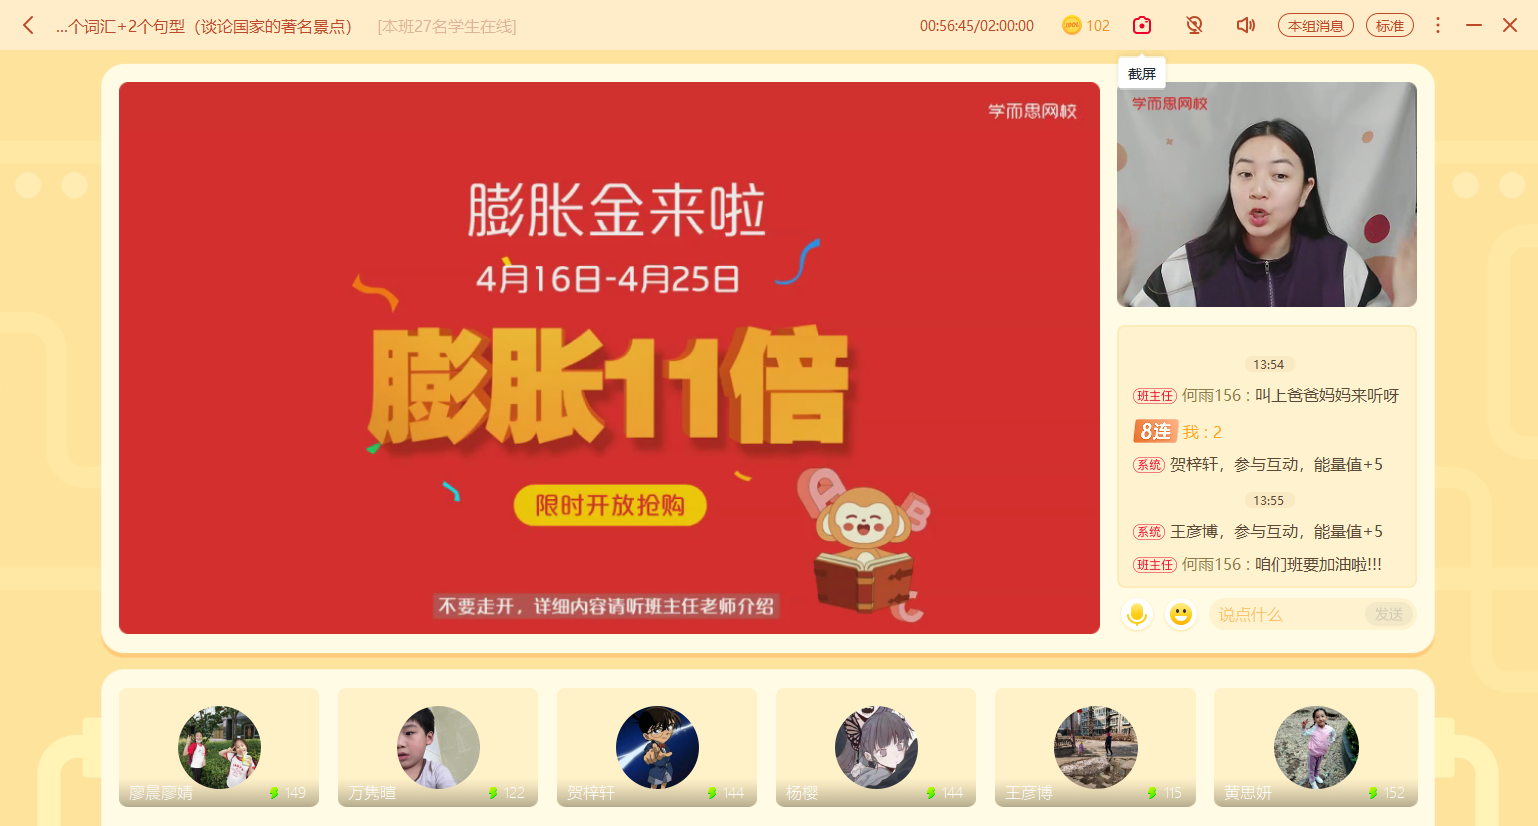 ...个词汇+2个句型（谈论国家的著名景点）
[本班27名学生在线]
00:56:45/02:00:00
102
本组消息
标准
截屏
学而思网校
膨胀金来啦
4月16日-4月25日
膨胀11倍
限时开放抢购
A
B
C
不要走开，详细内容请听班主任老师介绍
学而思网校
13:54
班主任 何雨156：叫上爸爸妈妈来听呀
8连 我：2
系统 贺梓轩，参与互动，能量值+5
13:55
系统 王彦博，参与互动，能量值+5
班主任 何雨156：咱们班要加油啦!!!
说点什么
发送
廖晨廖婧 149
万隽暄 122
贺梓轩 144
杨樱 144
王彦博 115
黄思妍 152